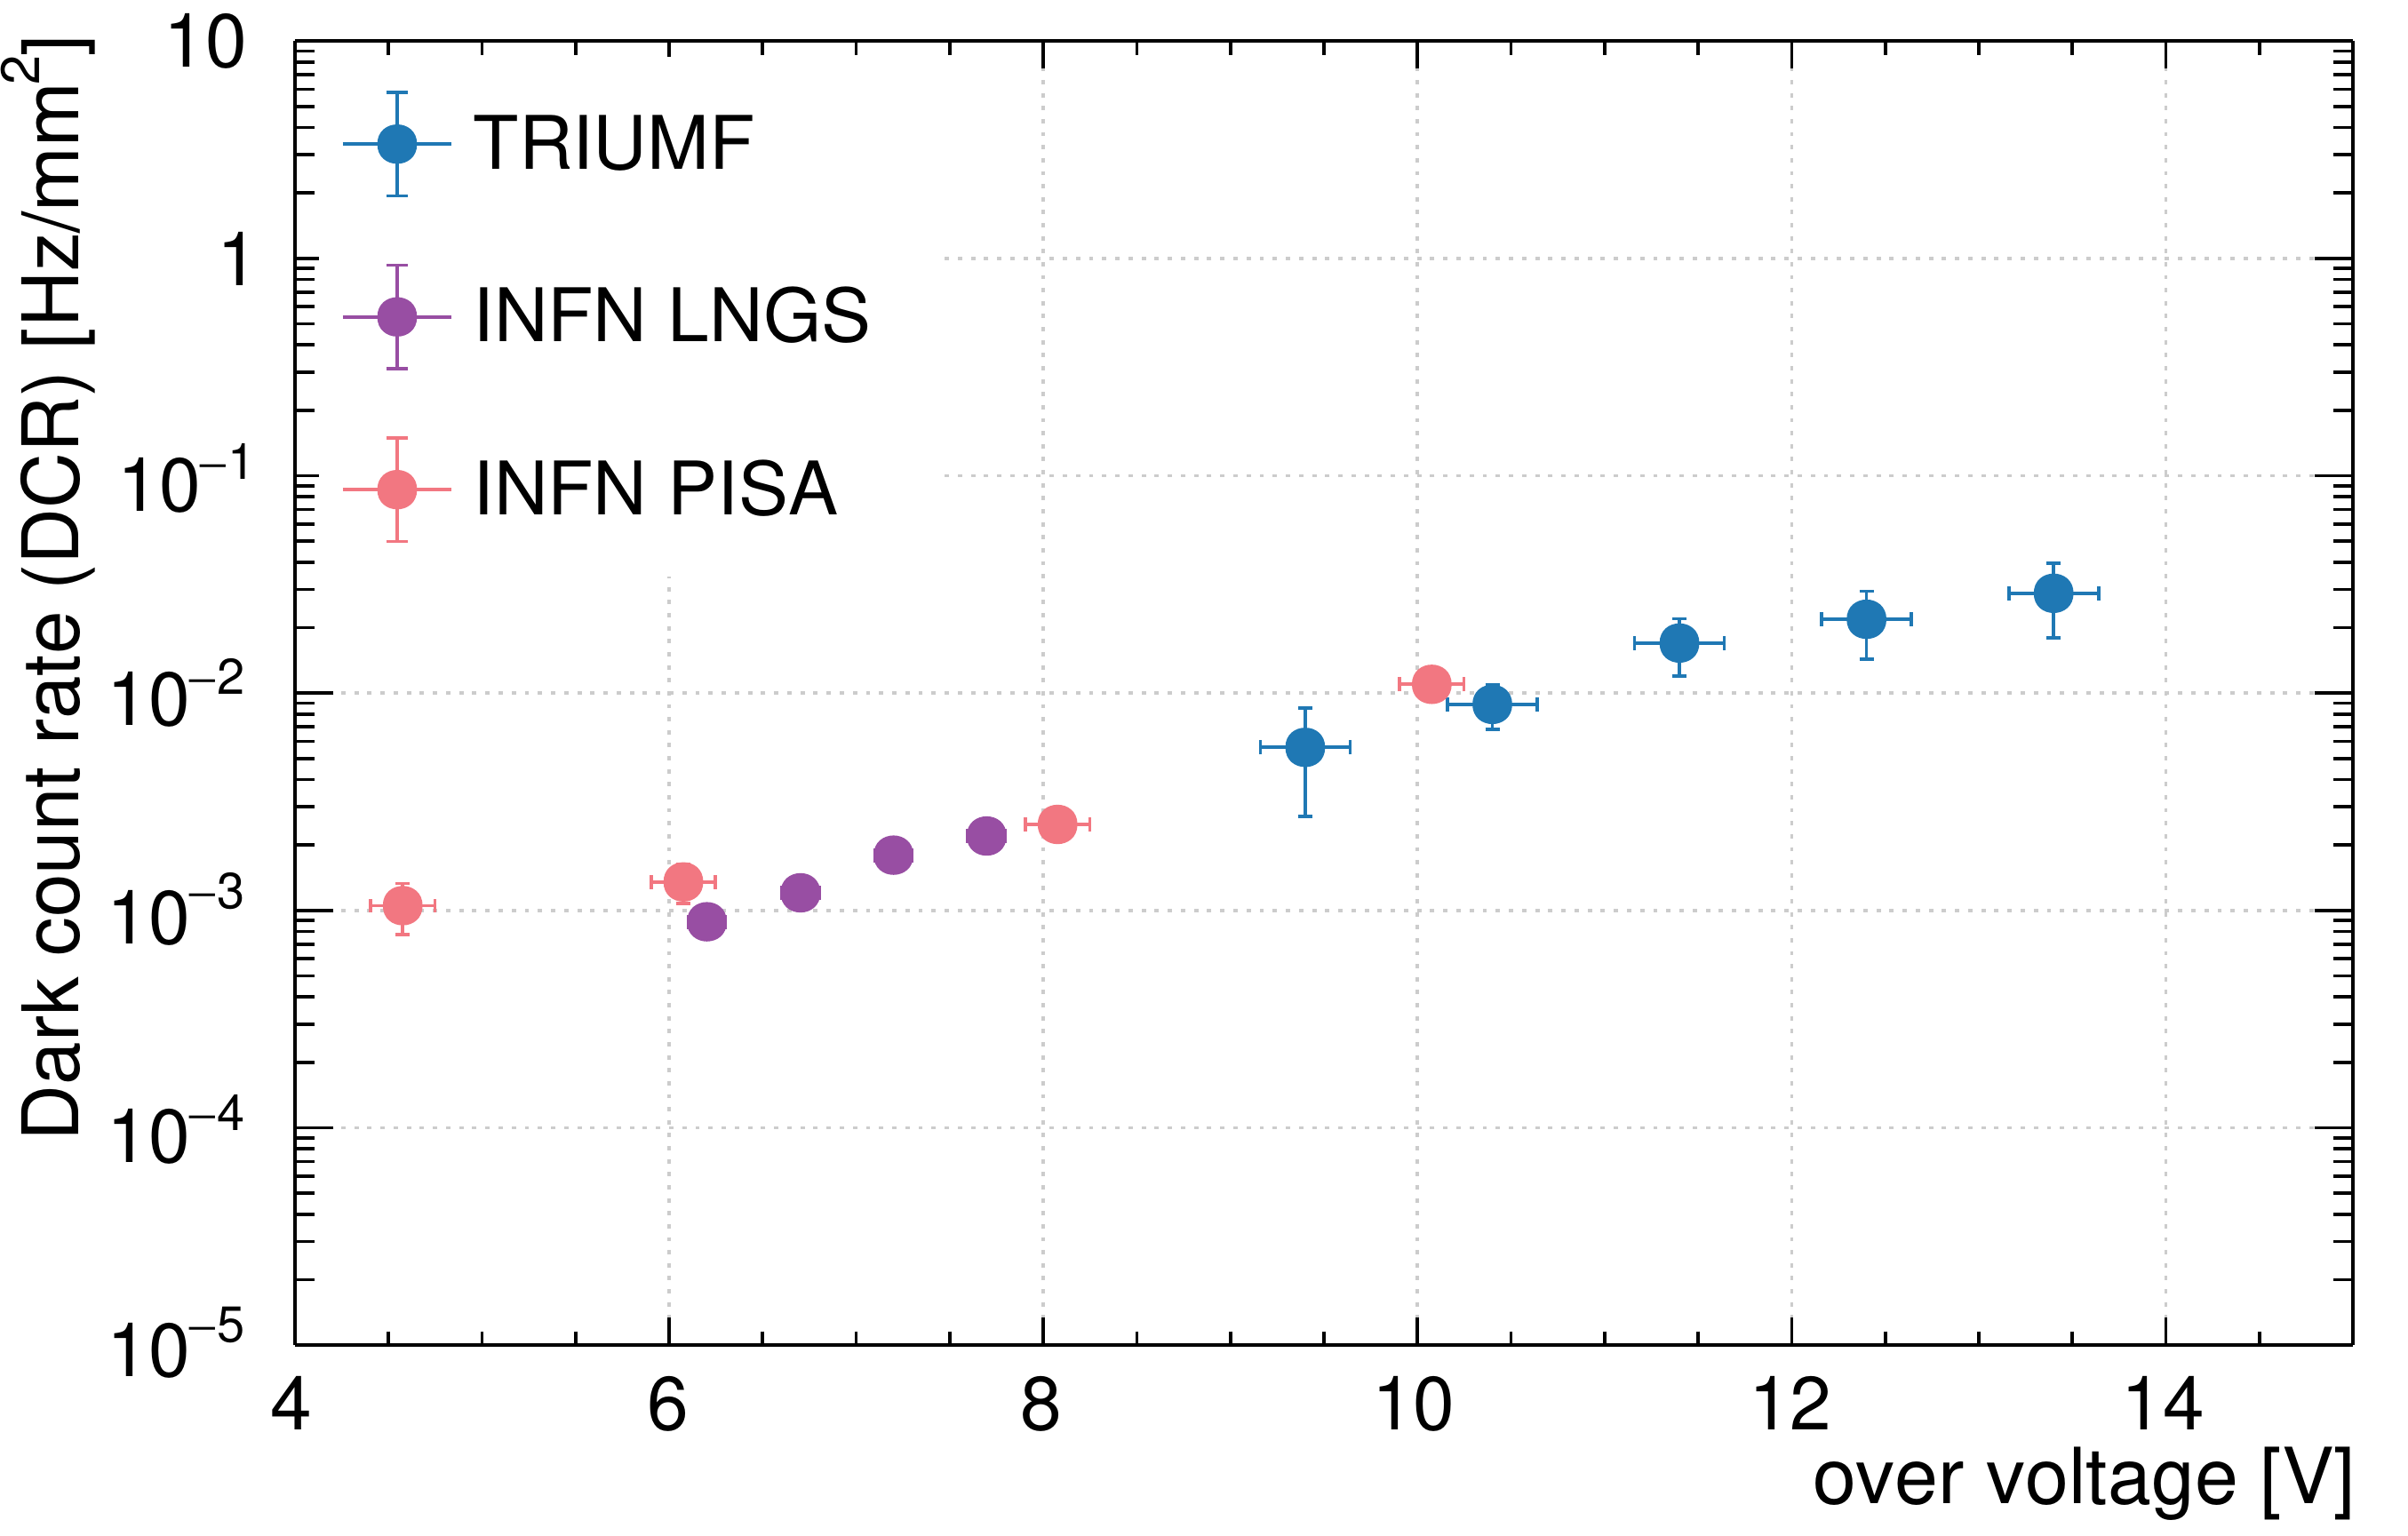 Dark count rate (DCR) [Hz/mm²]
10
1
10⁻¹
10⁻²
10⁻³
10⁻⁴
10⁻⁵
TRIUMF
INFN LNGS
INFN PISA
4 6 8 10 12 14
over voltage [V]